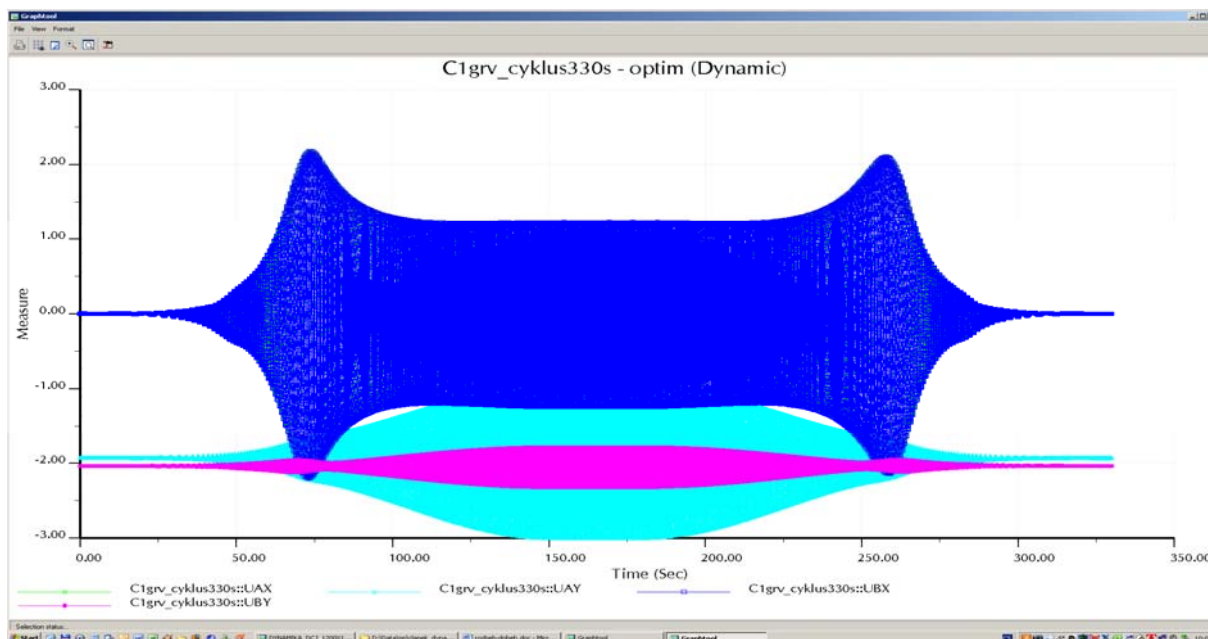 Graphtool
File View Format
C1grv_cyklus330s - optim (Dynamic)
3.00
2.00
1.00
0.00
-1.00
-2.00
-3.00
Measure
0.00 50.00 100.00 150.00 200.00 250.00 300.00 350.00
Time (Sec)
C1grv_cyklus330s::UAX C1grv_cyklus330s::UAY C1grv_cyklus330s::UBX
C1grv_cyklus330s::UBY
Selection status...
Start Graphtool Graphtool